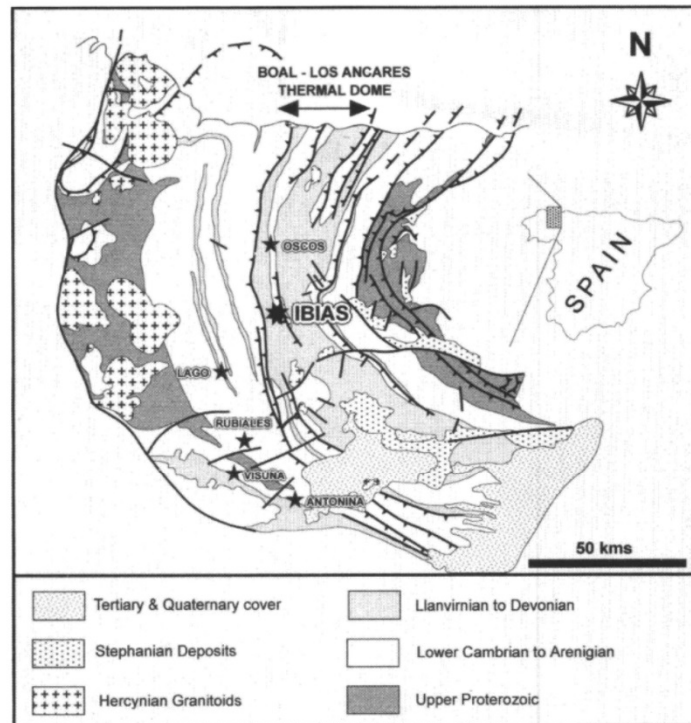 N
BOAL - LOS ANCARES
THERMAL DOME
SPAIN
OSCOS
IBIAS
LAGO
RUBIALES
VISUNA
ANTONINA
50 kms
Tertiary & Quaternary cover
Llanvirnian to Devonian
Stephanian Deposits
Lower Cambrian to Arenigian
Hercynian Granitoids
Upper Proterozoic